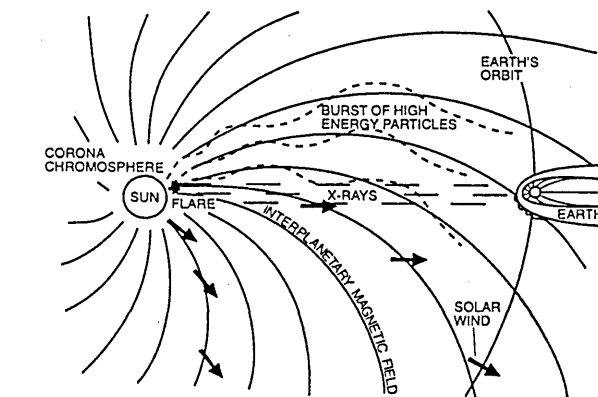 EARTH'S
ORBIT
BURST OF HIGH
ENERGY PARTICLES
CORONA
CHROMOSPHERE
SUN
FLARE
X-RAYS
EARTH
INTERPLANETARY MAGNETIC FIELD
SOLAR
WIND